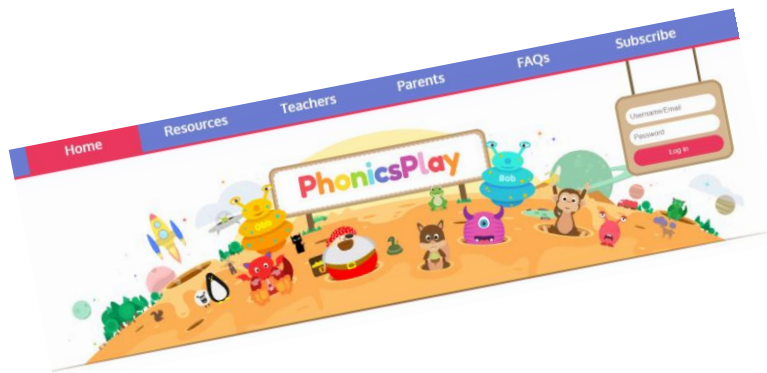 Home Resources Teachers Parents FAQs Subscribe
PhonicsPlay
Username/Email
Password
Log in
Bob